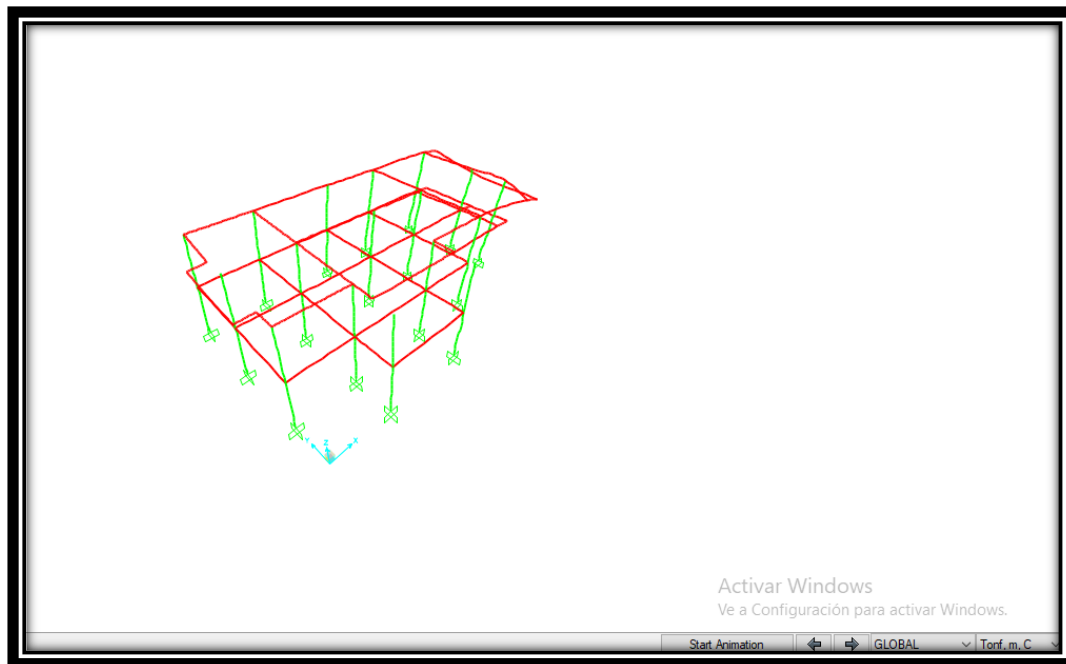 Y
Z
X
Activar Windows
Ve a Configuración para activar Windows.
Start Animation
GLOBAL
Tonf, m, C